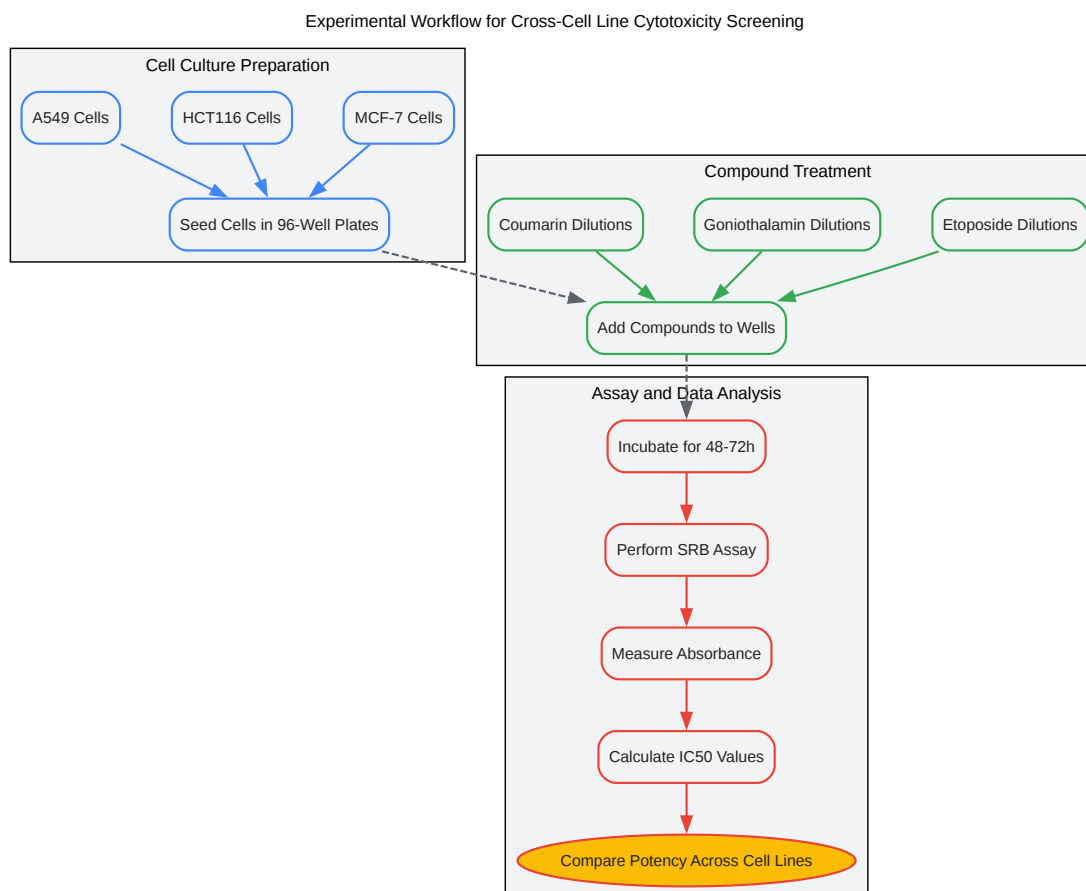 Experimental Workflow for Cross-Cell Line Cytotoxicity Screening
Cell Culture Preparation
A549 Cells
HCT116 Cells
MCF-7 Cells
Seed Cells in 96-Well Plates
Compound Treatment
Coumarin Dilutions
Goniothalamin Dilutions
Etoposide Dilutions
Add Compounds to Wells
Assay and Data Analysis
Incubate for 48-72h
Perform SRB Assay
Measure Absorbance
Calculate IC50 Values
Compare Potency Across Cell Lines